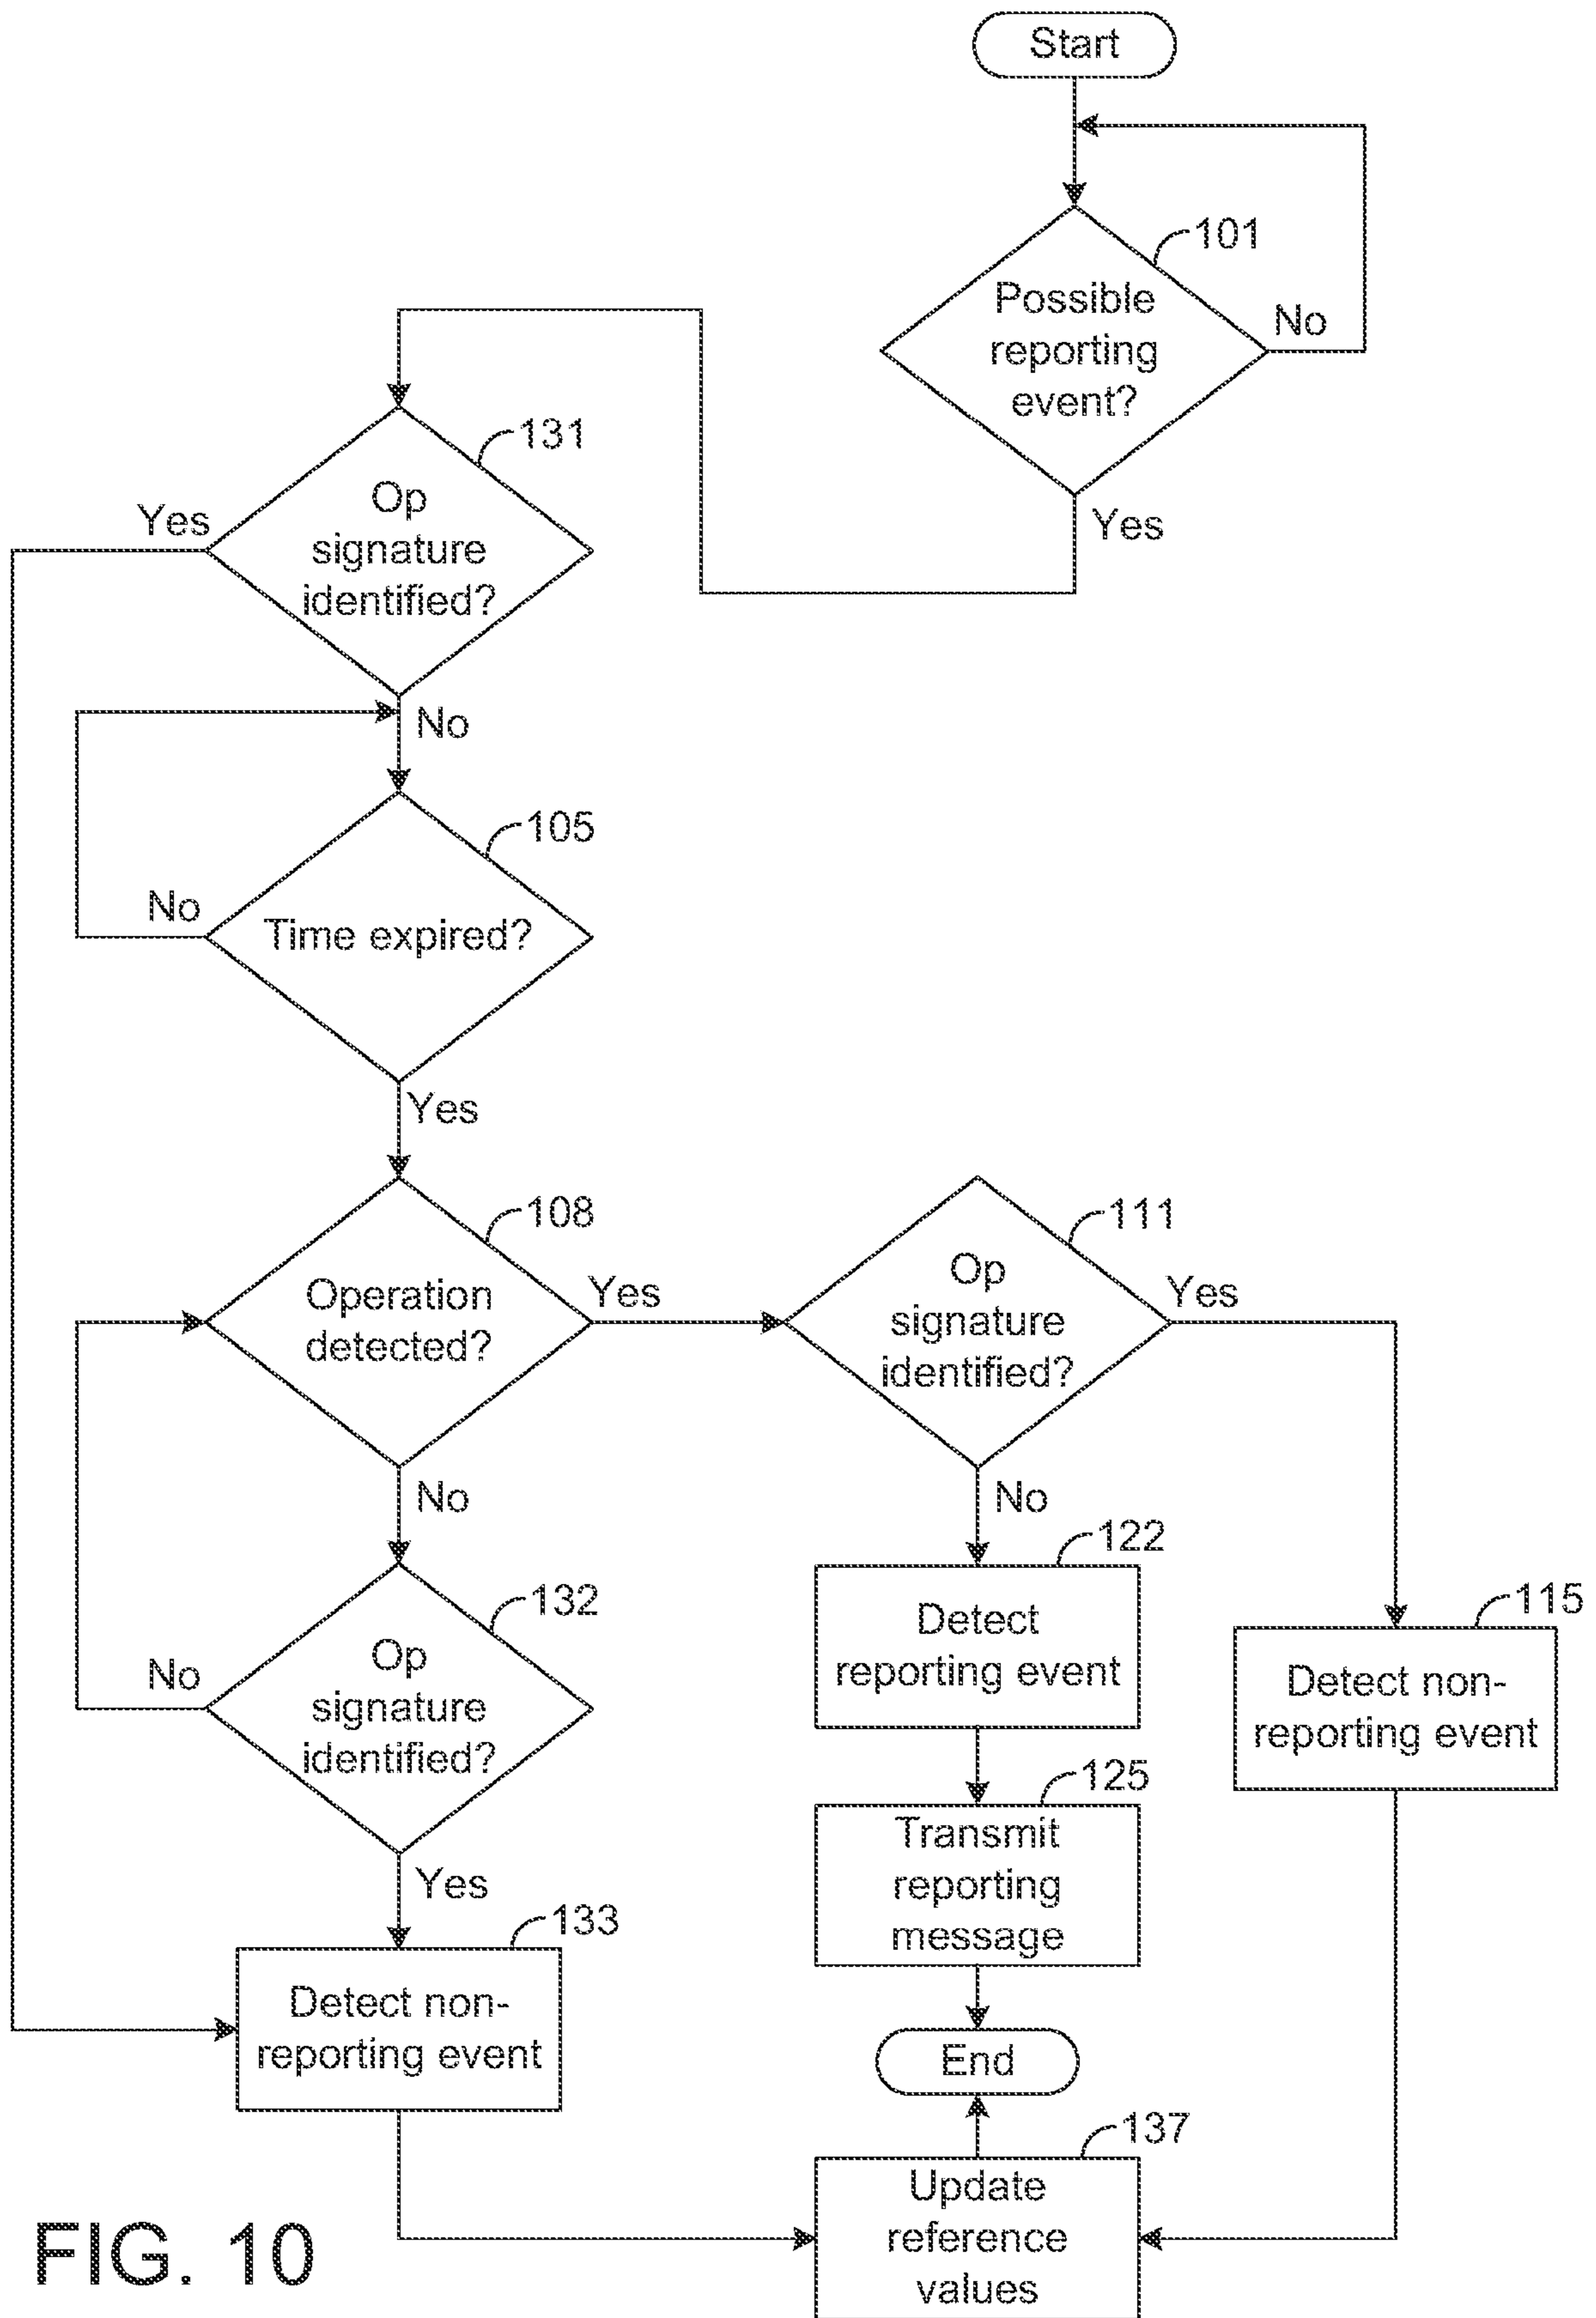 Start
101
Possible
reporting
event?
No
Yes
131
Op
signature
identified?
Yes
No
105
Time expired?
No
Yes
108
Operation
detected?
Yes
No
111
Op
signature
identified?
Yes
No
122
Detect
reporting event
115
Detect non-
reporting event
132
Op
signature
identified?
No
Yes
125
Transmit
reporting
message
133
Detect non-
reporting event
End
137
Update
reference
values
FIG. 10